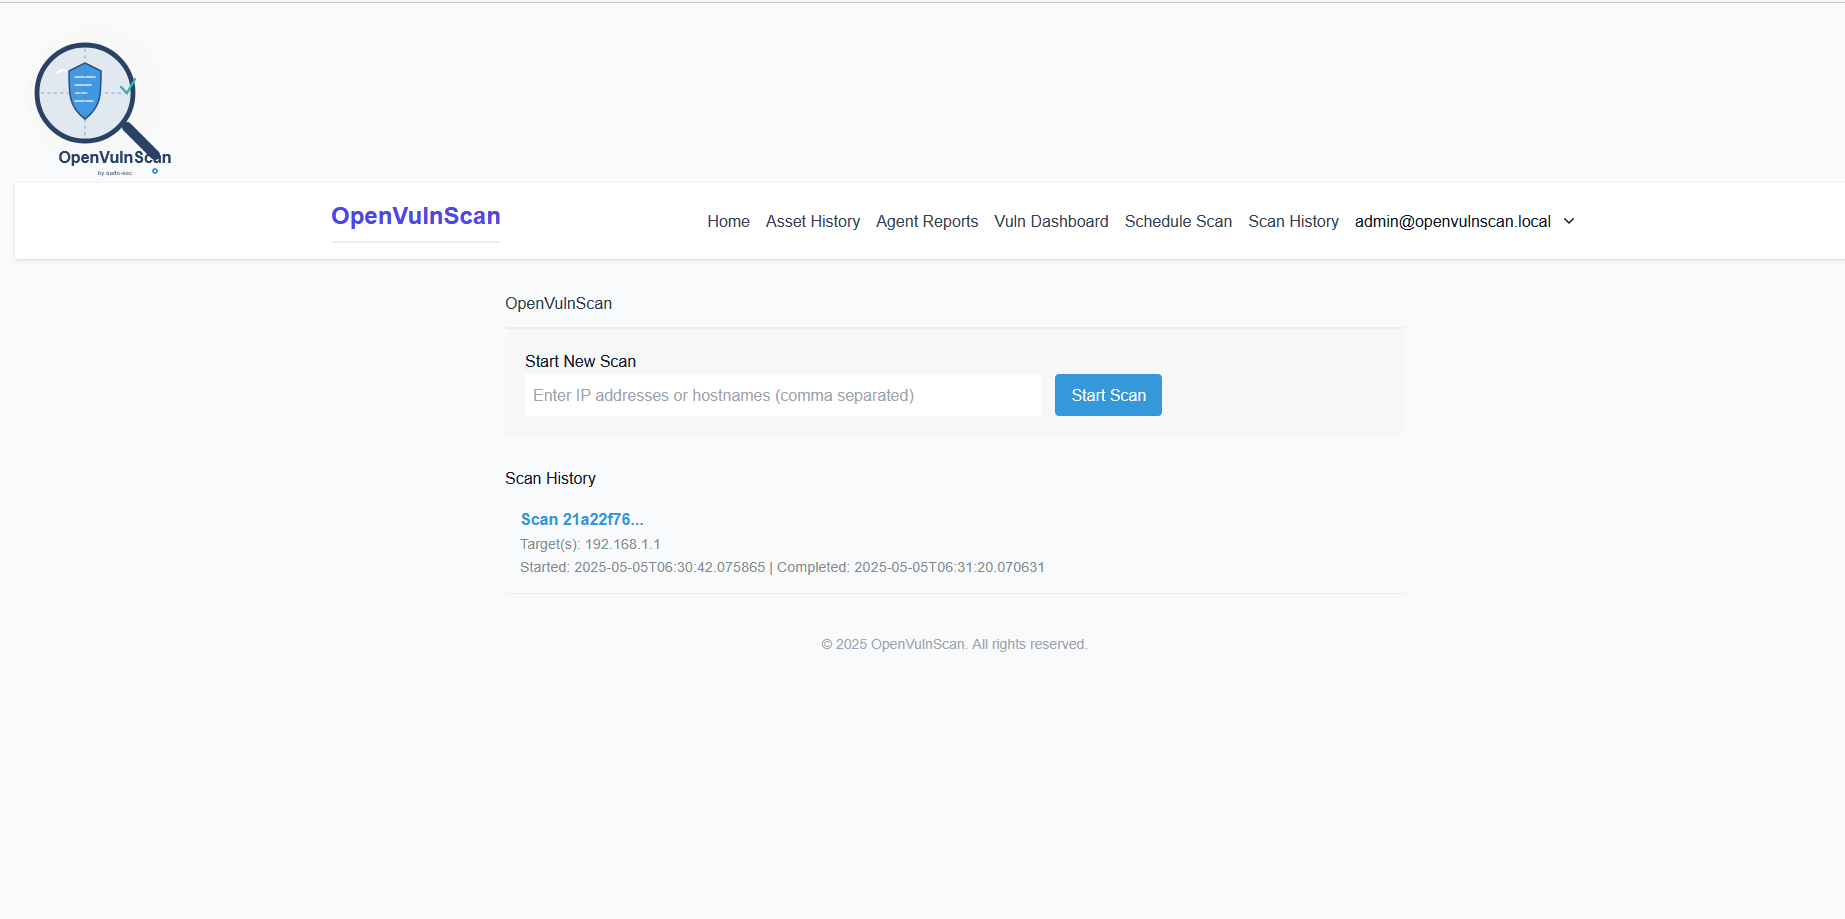 OpenVulnScan
by sudo-sec
OpenVulnScan
Home Asset History Agent Reports Vuln Dashboard Schedule Scan Scan History admin@openvulnscan.local
OpenVulnScan
Start New Scan
Enter IP addresses or hostnames (comma separated)
Start Scan
Scan History
Scan 21a22f76...
Target(s): 192.168.1.1
Started: 2025-05-05T06:30:42.075865 | Completed: 2025-05-05T06:31:20.070631
© 2025 OpenVulnScan. All rights reserved.